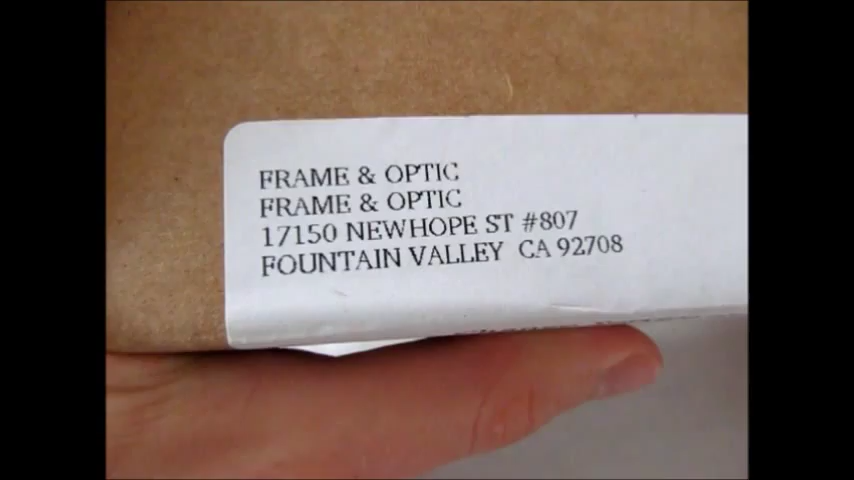 FRAME & OPTIC
FRAME & OPTIC
17150 NEWHOPE ST #807
FOUNTAIN VALLEY CA 92708